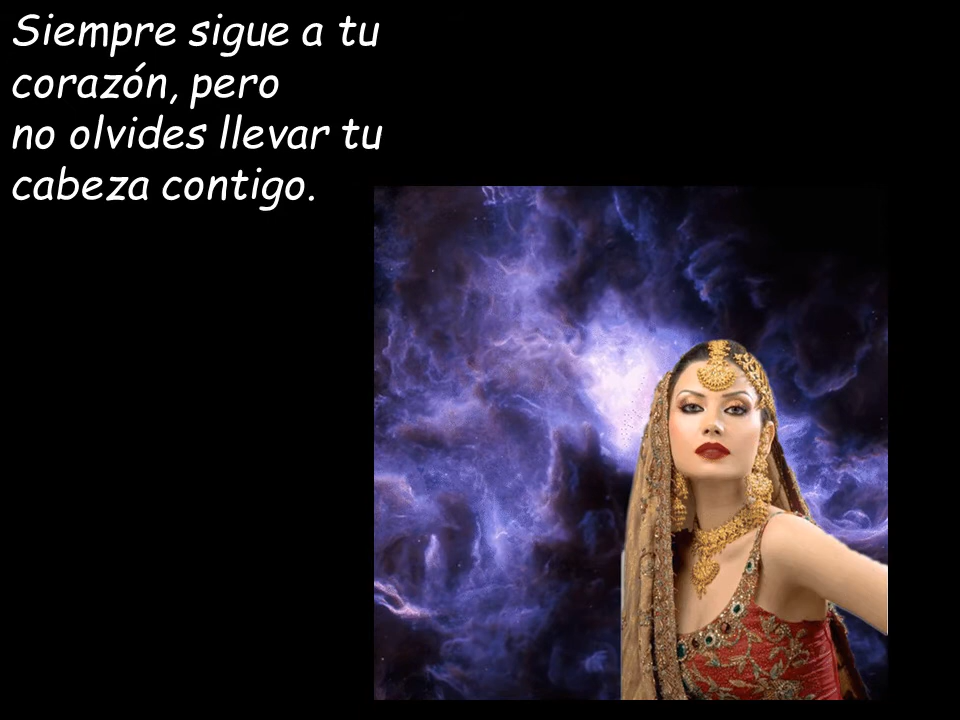 Siempre sigue a tu
corazón, pero
no olvides llevar tu
cabeza contigo.